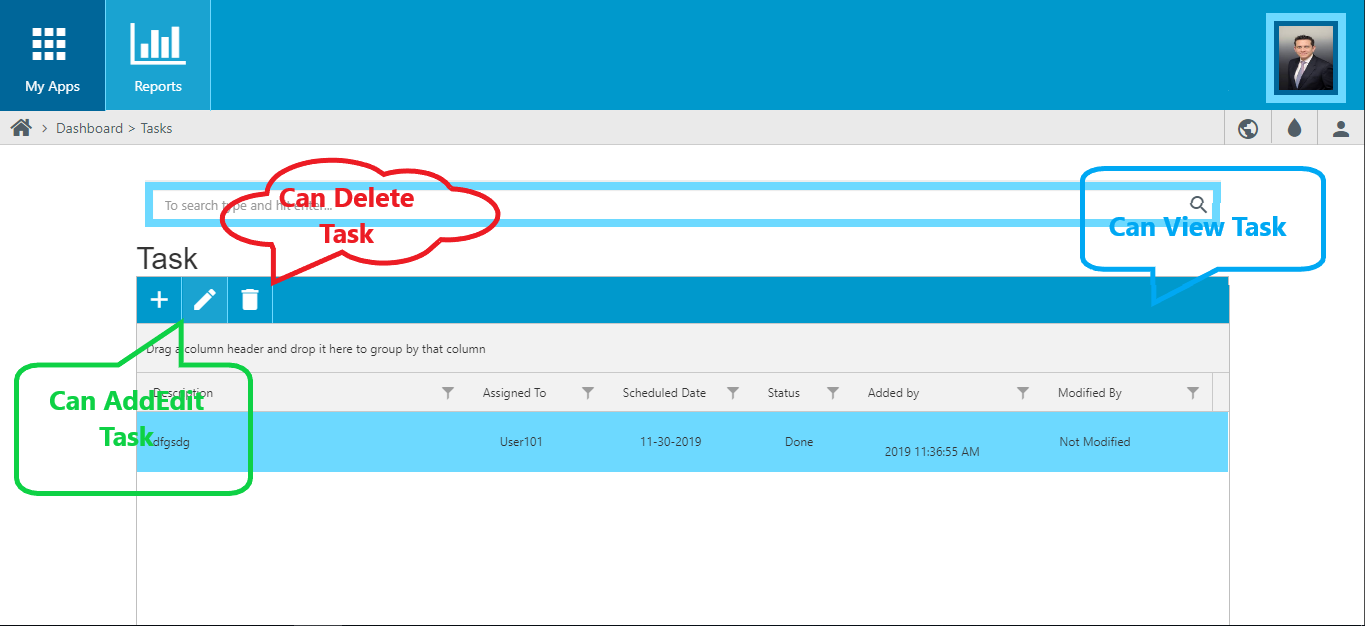 My Apps
Reports
Dashboard > Tasks
To search type and hit enter...
Can Delete
Task
Can View Task
Task
Drag a column header and drop it here to group by that column
Description
Assigned To
Scheduled Date
Status
Added by
Modified By
Can AddEdit
Task
dfgsdg
User101
11-30-2019
Done
2019 11:36:55 AM
Not Modified